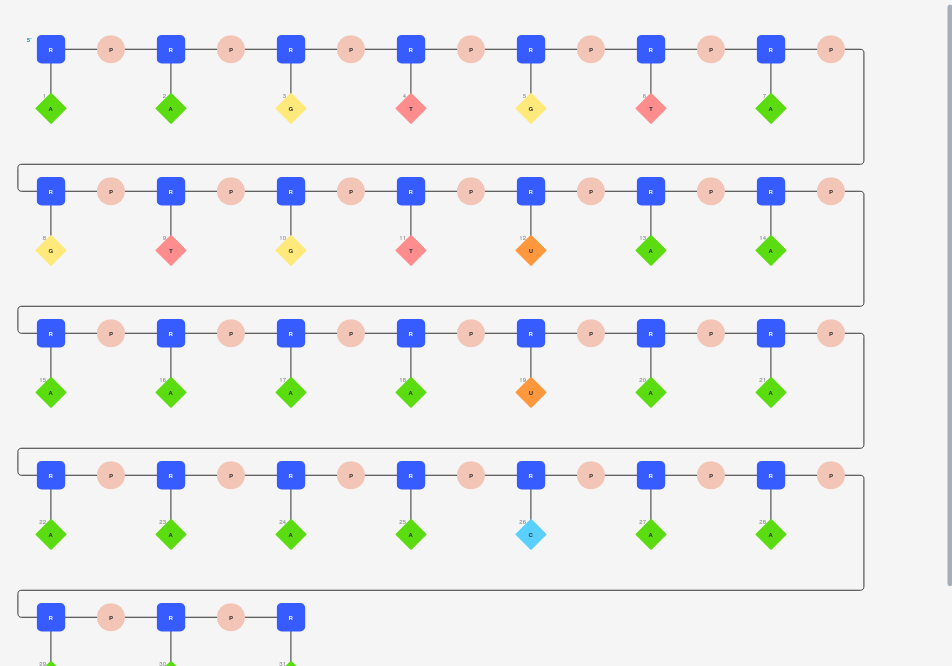 5'
R P R P R P R P R P R P R P
1 2 3 4 5 6 7
A A G T G T A
R P R P R P R P R P R P R P
8 9 10 11 12 13 14
G T G T U A A
R P R P R P R P R P R P R P
15 16 17 18 19 20 21
A A A A U A A
R P R P R P R P R P R P R P
22 23 24 25 26 27 28
A A A A C A A
R P R P R
29 30 31